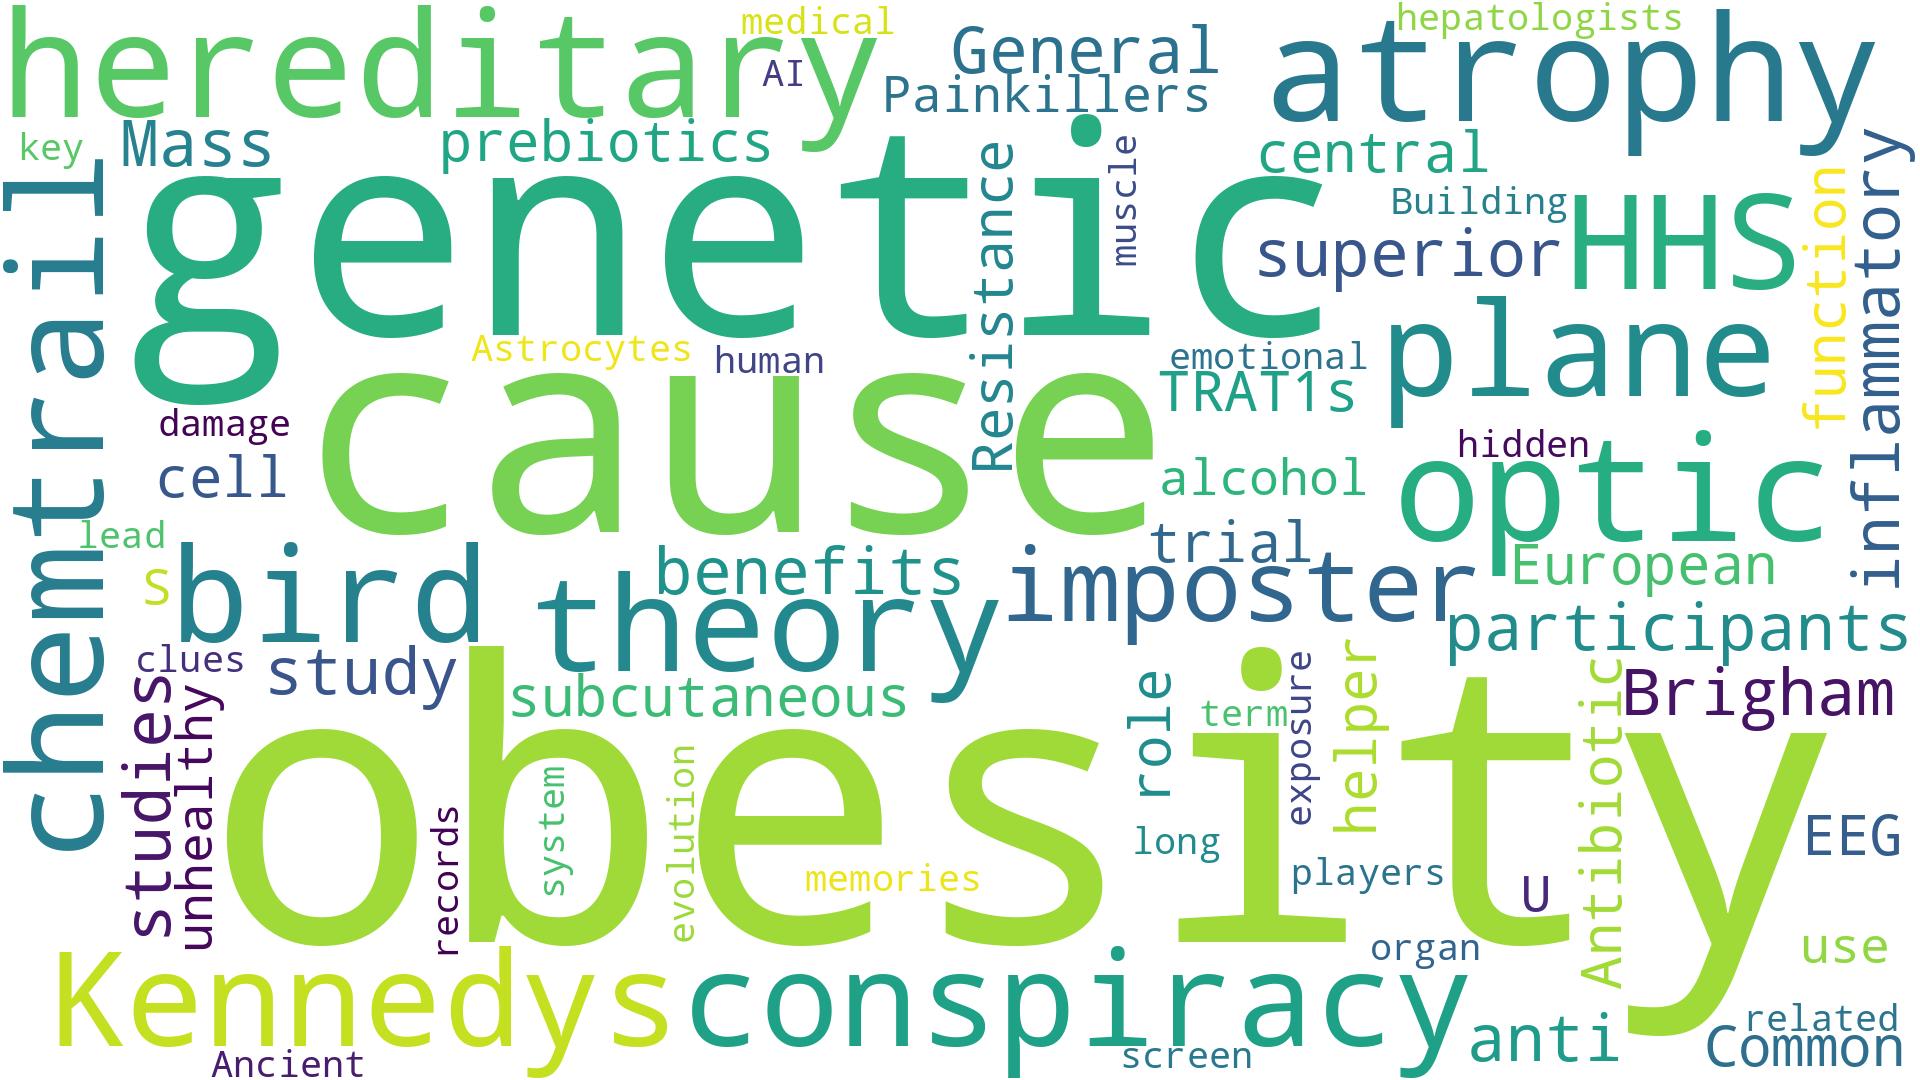 hereditary
medical
AI
General
Painkillers
hepatologists
atrophy
key
Mass
prebiotics
genetic
Resistance
muscle
central
Building
superior
HHS
function
inflammatory
chemtrail
Astrocytes
human
emotional
TRAT1s
plane
cause
damage
cell
alcohol
hidden
optic
lead
S
bird
theory
benefits
trial
imposter
European
participants
clues
study
subcutaneous
studies
unhealthy
obesity
records
system
evolution
memories
role
term
exposure
helper
long
players
U
Antibiotic
Brigham
EEG
use
organ
Kennedys
conspiracy
anti
related
Common
Ancient
screen